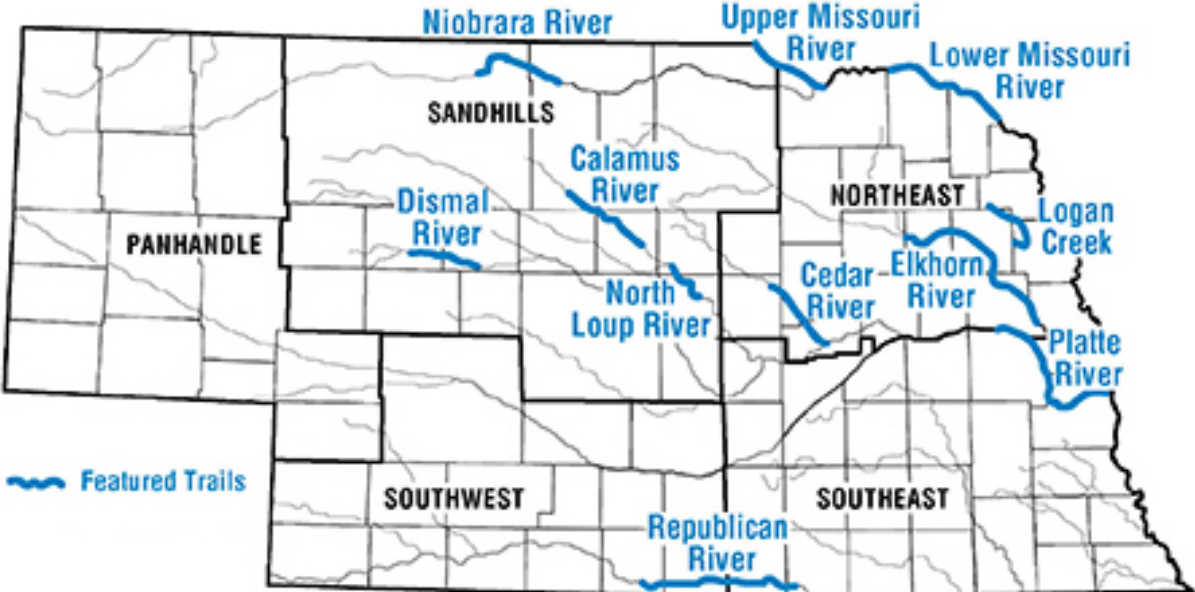 Niobrara River
Upper Missouri
River
Lower Missouri
River
SANDHILLS
Calamus
River
NORTHEAST
Dismal
River
Logan
Creek
PANHANDLE
Elkhorn
River
Cedar
River
North
Loup River
Platte
River
Featured Trails
SOUTHWEST
SOUTHEAST
Republican
River